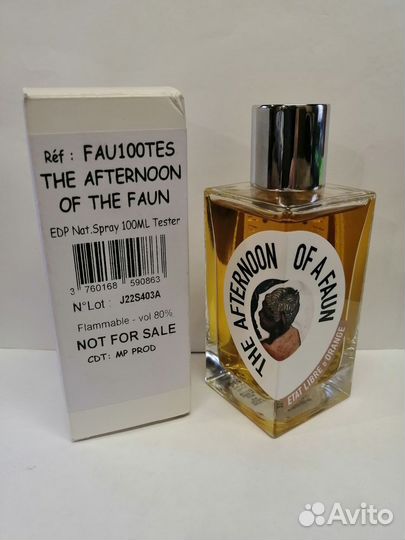 Réf : FAU100TES
THE AFTERNOON
OF THE FAUN
EDP Nat.Spray 100ML Tester
3 760168 590863
N°Lot : J22S403A
Flammable - vol 80%
NOT FOR SALE
CDT: MP PROD
THE AFTERNOON OF A FAUN
ETAT LIBRE d'ORANGE
Avito